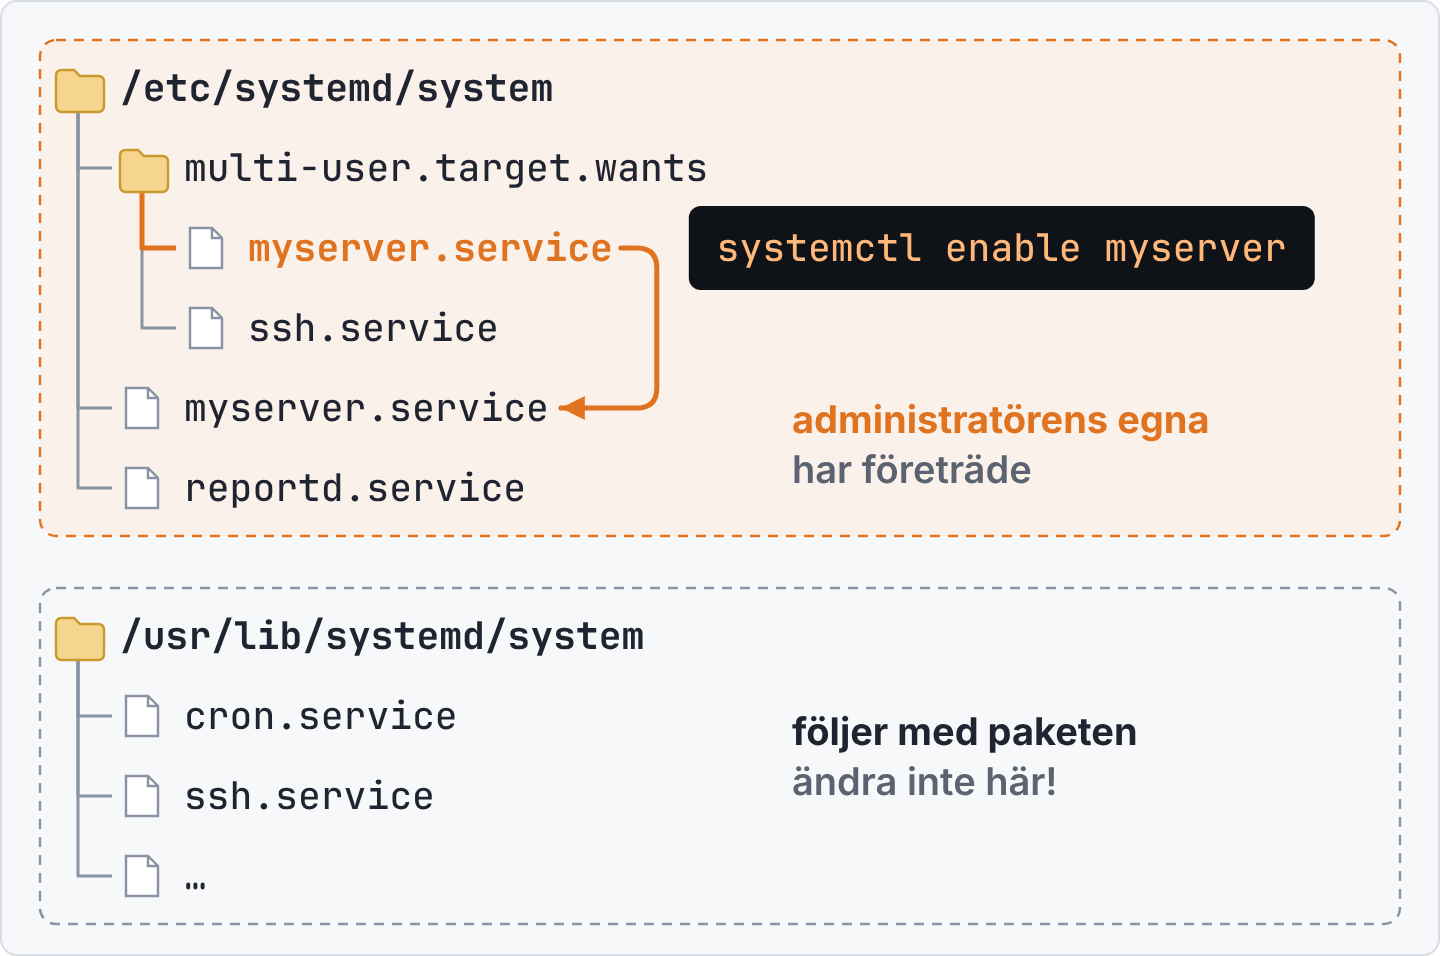 /etc/systemd/system
multi-user.target.wants
myserver.service
systemctl enable myserver
ssh.service
myserver.service
administratörens egna
har företräde
reportd.service
/usr/lib/systemd/system
cron.service
följer med paketen
ändra inte här!
ssh.service
…